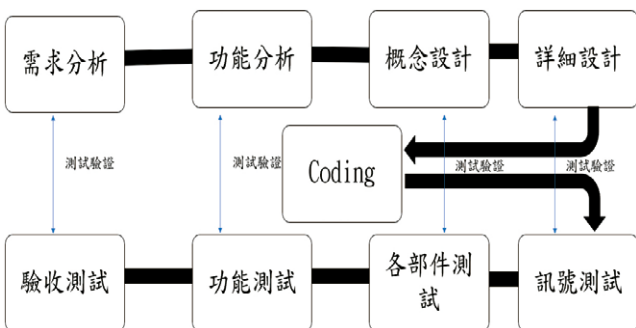 需求分析
功能分析
概念設計
詳細設計
測試驗證
測試驗證
測試驗證
測試驗證
Coding
驗收測試
功能測試
各部件測
試
訊號測試